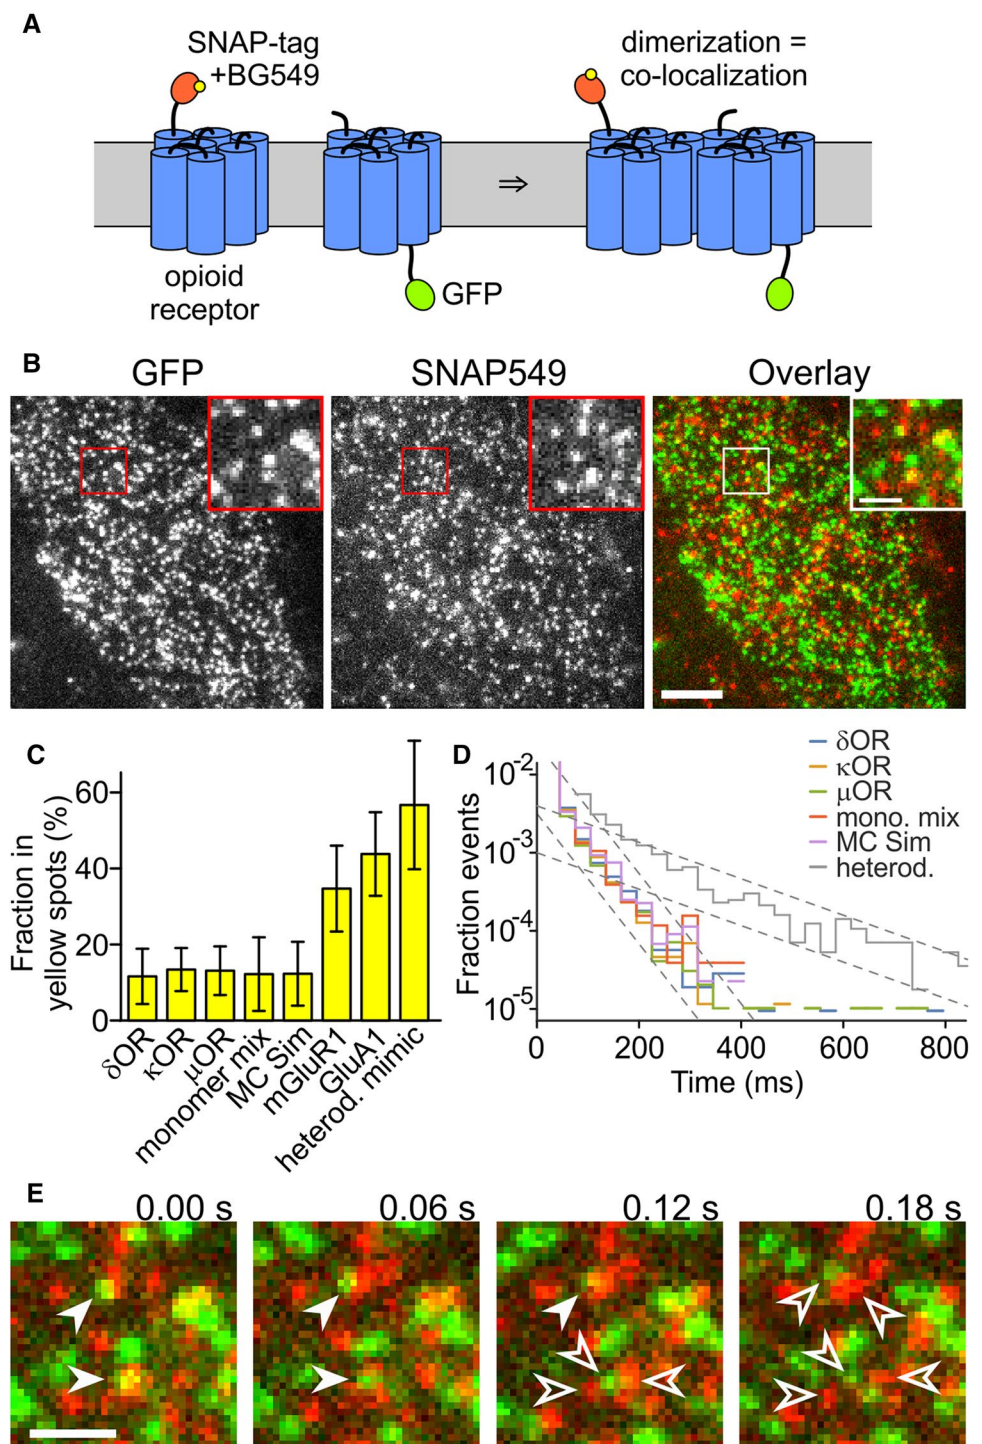 A
SNAP-tag
+BG549
dimerization =
co-localization
⇒
opioid
receptor
GFP
B
GFP
SNAP549
Overlay
C
Fraction in
yellow spots (%)
60
40
20
0
δOR
κOR
μOR
monomer mix
MC Sim
mGluR1
GluA1
heterod. mimic
D
δOR
κOR
μOR
mono. mix
MC Sim
heterod.
Fraction events
10-2
10-3
10-4
10-5
0 200 400 600 800
Time (ms)
E
0.00 s
0.06 s
0.12 s
0.18 s